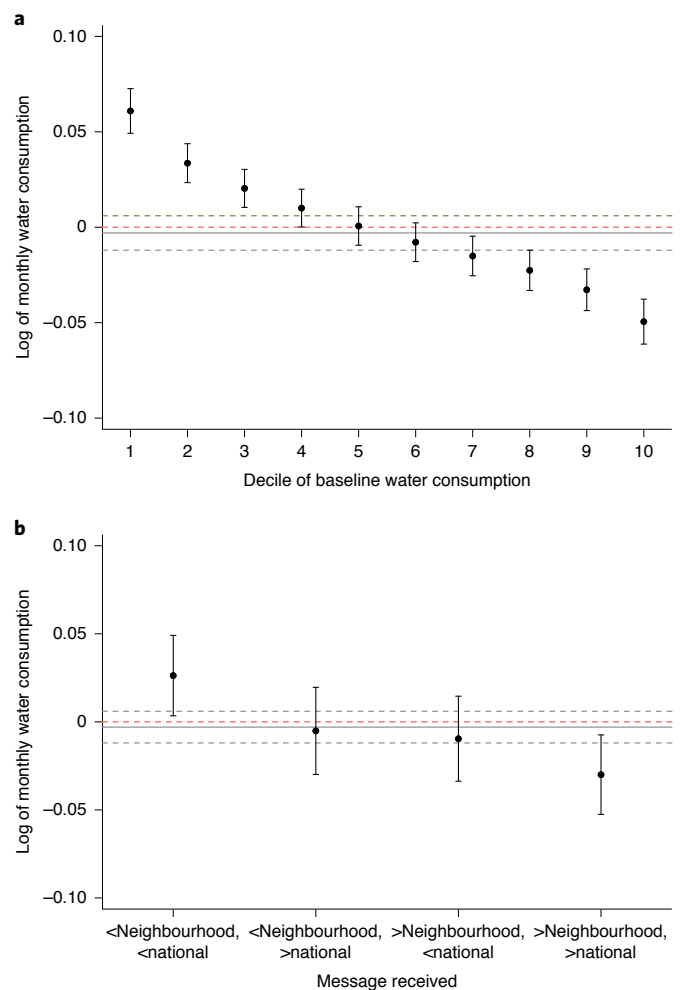 a
0.10
0.05
0
–0.05
–0.10
Log of monthly water consumption
1 2 3 4 5 6 7 8 9 10
Decile of baseline water consumption
b
0.10
0.05
0
–0.05
–0.10
Log of monthly water consumption
<Neighbourhood, <Neighbourhood, >Neighbourhood, >Neighbourhood,
<national >national <national >national
Message received